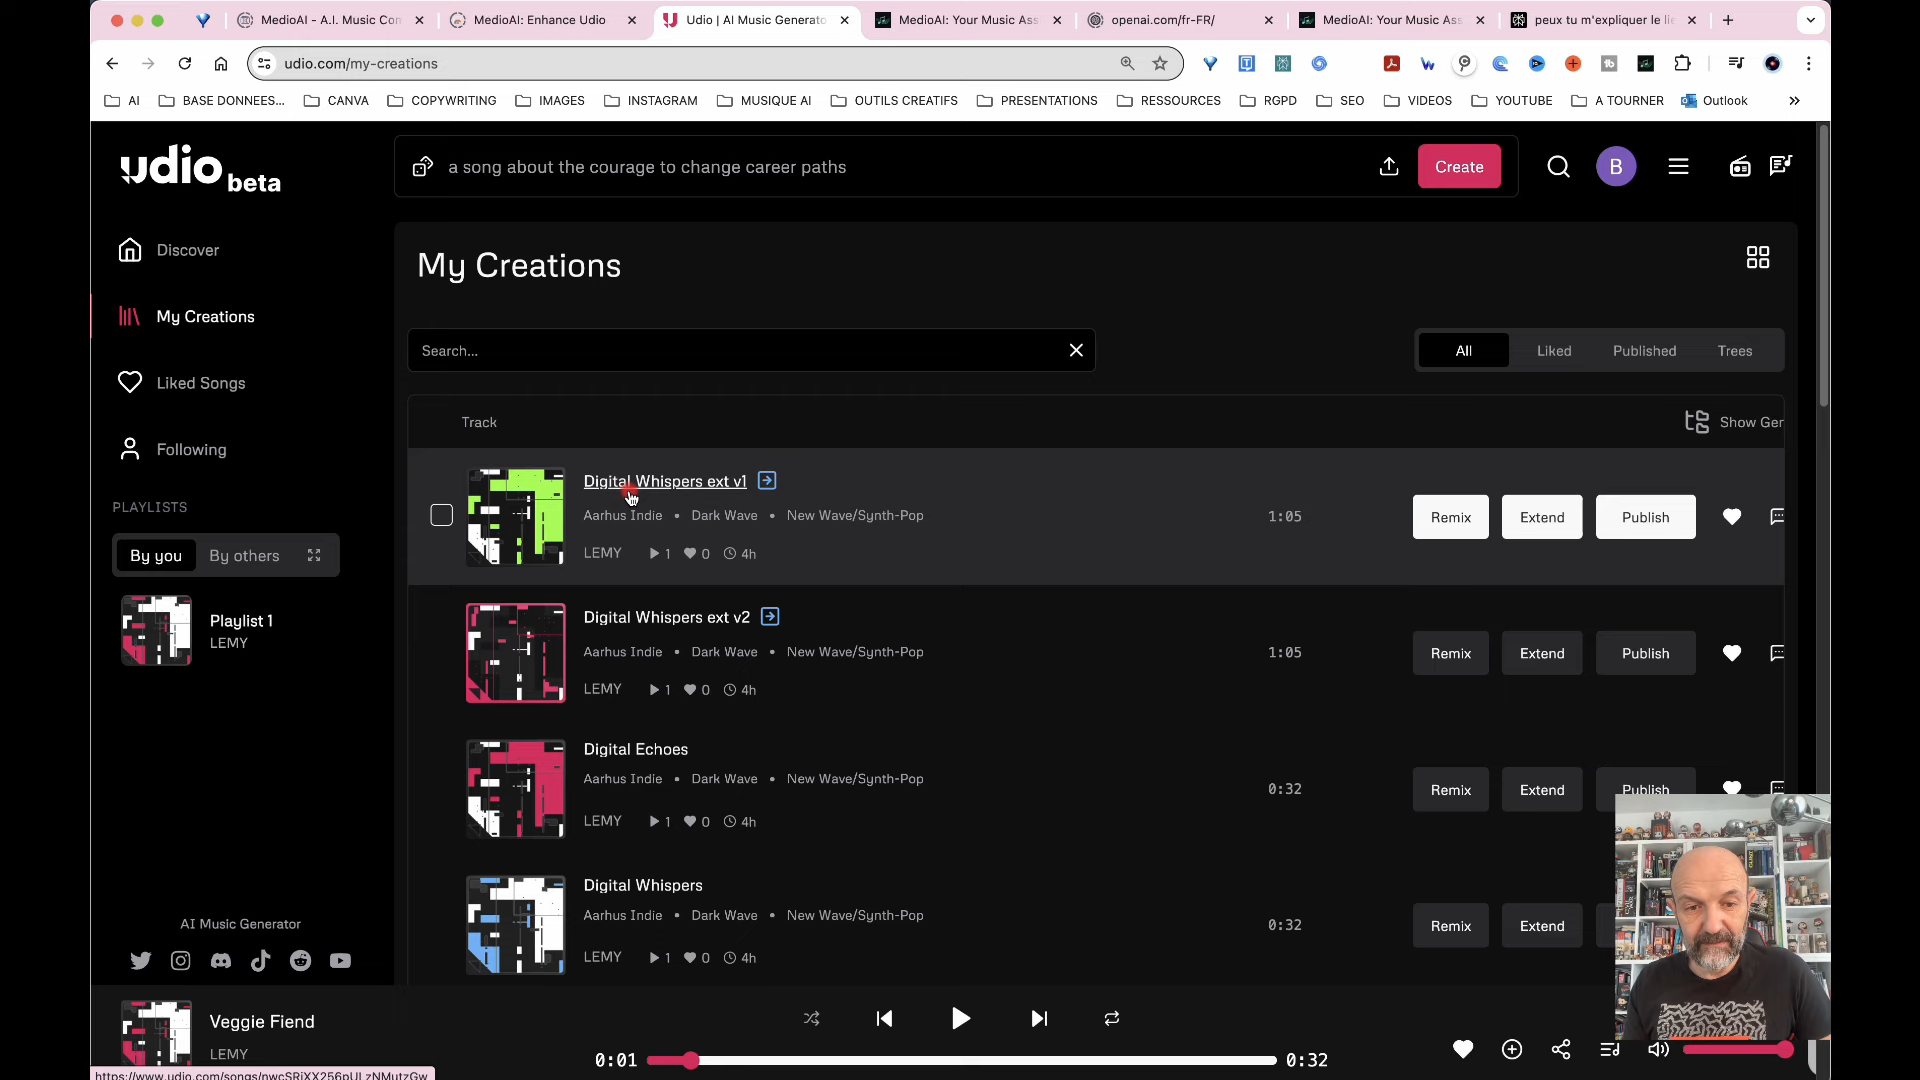 MedioAI - A.I. Music Con
MedioAI: Enhance Udio
Udio | AI Music Generato
MedioAI: Your Music Ass
openai.com/fr-FR/
MedioAI: Your Music Ass
peux tu m'expliquer le lie
udio.com/my-creations
AI
BASE DONNEES...
CANVA
COPYWRITING
IMAGES
INSTAGRAM
MUSIQUE AI
OUTILS CREATIFS
PRESENTATIONS
RESSOURCES
RGPD
SEO
VIDEOS
YOUTUBE
A TOURNER
Outlook
udio beta
a song about the courage to change career paths
Create
B
Discover
My Creations
Liked Songs
Following
PLAYLISTS
By you
By others
Playlist 1
LEMY
AI Music Generator
My Creations
Search...
All
Liked
Published
Trees
Track
Show Ger
Digital Whispers ext v1
Aarhus Indie • Dark Wave • New Wave/Synth-Pop
LEMY 1 0 4h
1:05
Remix
Extend
Publish
Digital Whispers ext v2
Aarhus Indie • Dark Wave • New Wave/Synth-Pop
LEMY 1 0 4h
1:05
Remix
Extend
Publish
Digital Echoes
Aarhus Indie • Dark Wave • New Wave/Synth-Pop
LEMY 1 0 4h
0:32
Remix
Extend
Publish
Digital Whispers
Aarhus Indie • Dark Wave • New Wave/Synth-Pop
LEMY 1 0 4h
0:32
Remix
Extend
Veggie Fiend
LEMY
0:01
0:32